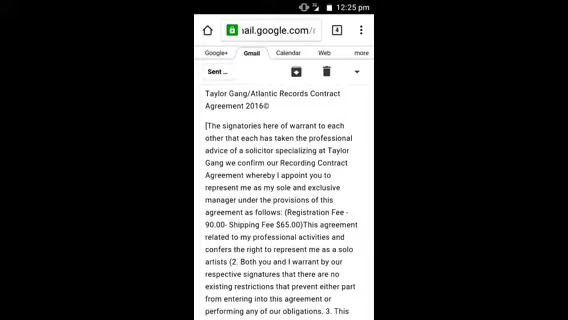 12:25 pm
ail.google.com/
4
Google+ Gmail Calendar Web more
Sent ...
Taylor Gang/Atlantic Records Contract
Agreement 2016©
[The signatories here of warrant to each
other that each has taken the professional
advice of a solicitor specializing at Taylor
Gang we confirm our Recording Contract
Agreement whereby I appoint you to
represent me as my sole and exclusive
manager under the provisions of this
agreement as follows: (Registration Fee -
90.00- Shipping Fee $65.00)This agreement
related to my professional activities and
confers the right to represent me as a solo
artists (2. Both you and I warrant by our
respective signatures that there are no
existing restrictions that prevent either part
from entering into this agreement or
performing any of our obligations. 3. This